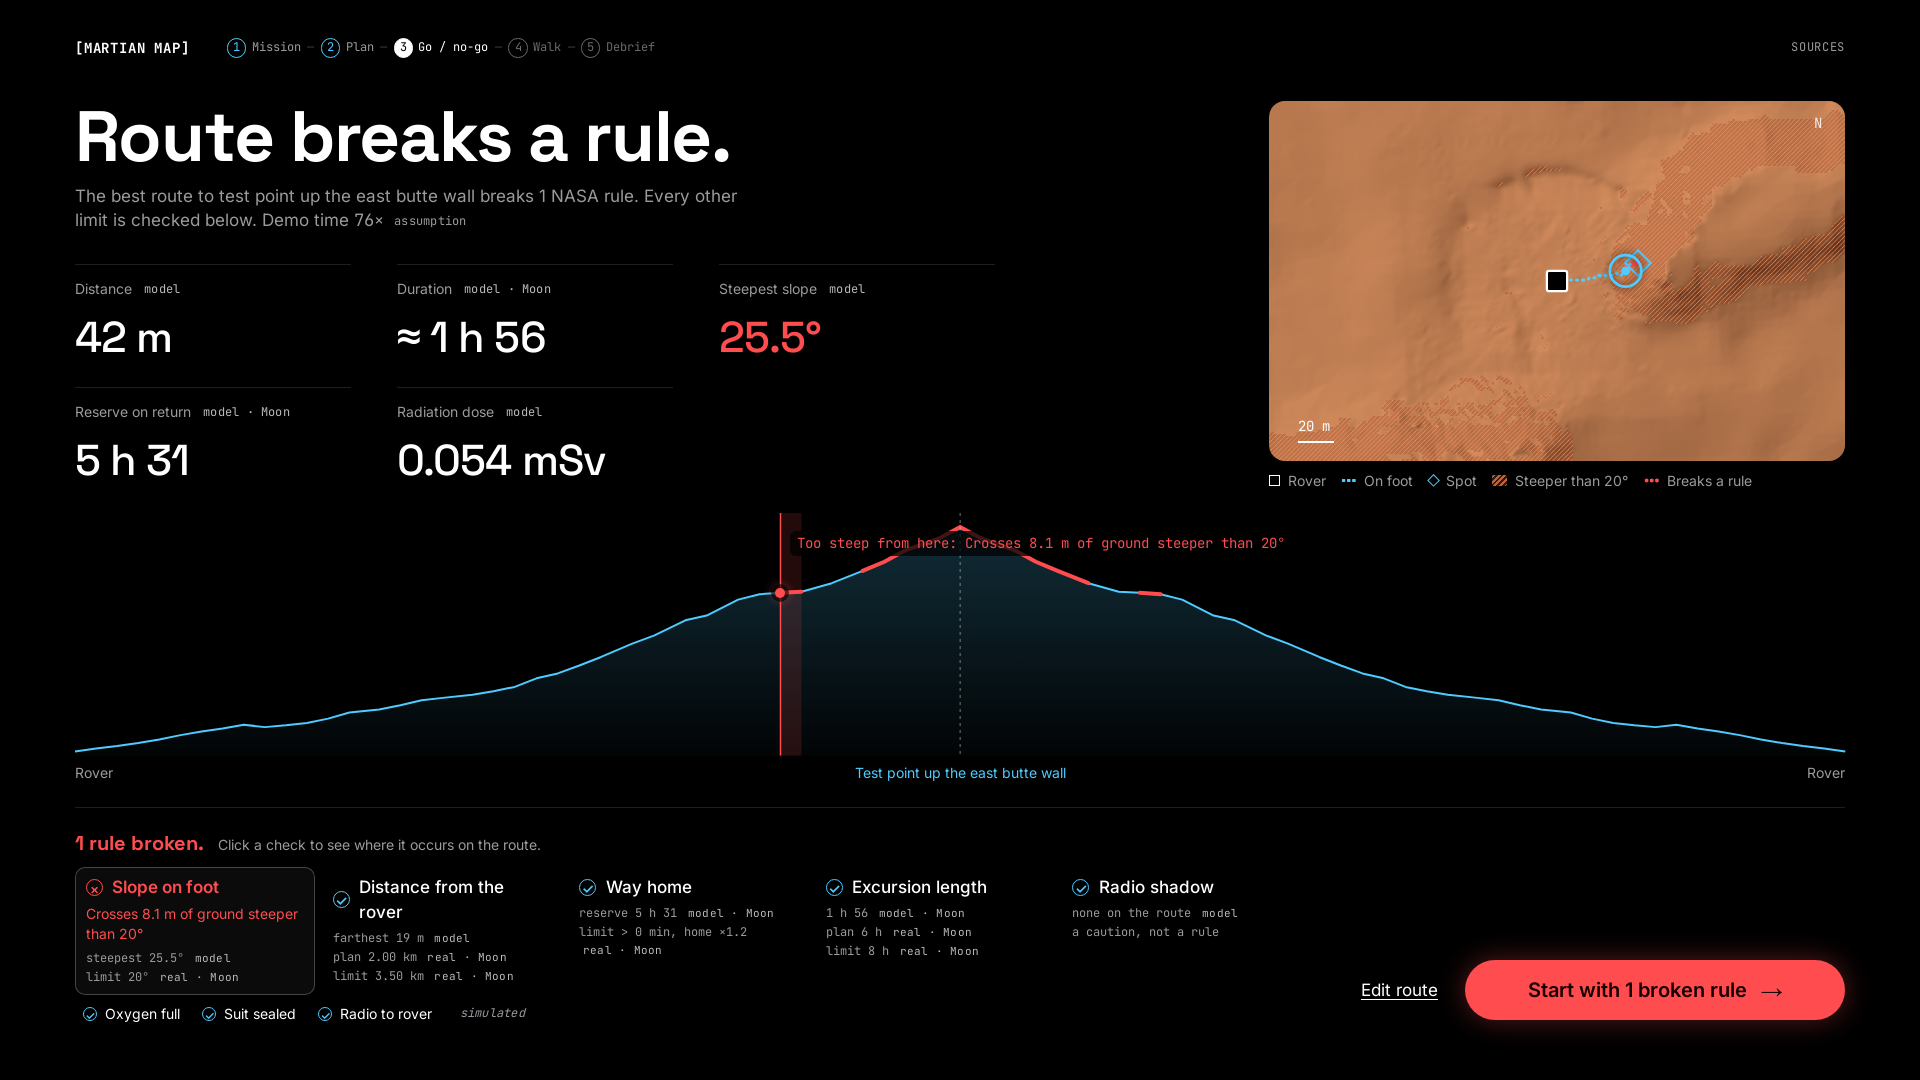 [MARTIAN MAP]
1 Mission — 2 Plan — 3 Go / no-go — 4 Walk — 5 Debrief
SOURCES
Route breaks a rule.
The best route to test point up the east butte wall breaks 1 NASA rule. Every other
limit is checked below. Demo time 76× assumption
Distance model
42 m
Duration model · Moon
≈ 1 h 56
Steepest slope model
25.5°
Reserve on return model · Moon
5 h 31
Radiation dose model
0.054 mSv
N
20 m
Rover On foot Spot Steeper than 20° Breaks a rule
Too steep from here: Crosses 8.1 m of ground steeper than 20°
Rover
Test point up the east butte wall
Rover
1 rule broken. Click a check to see where it occurs on the route.
Slope on foot
Crosses 8.1 m of ground steeper
than 20°
steepest 25.5° model
limit 20° real · Moon
Distance from the
rover
farthest 19 m model
plan 2.00 km real · Moon
limit 3.50 km real · Moon
Way home
reserve 5 h 31 model · Moon
limit > 0 min, home ×1.2
real · Moon
Excursion length
1 h 56 model · Moon
plan 6 h real · Moon
limit 8 h real · Moon
Radio shadow
none on the route model
a caution, not a rule
Oxygen full Suit sealed Radio to rover simulated
Edit route
Start with 1 broken rule →